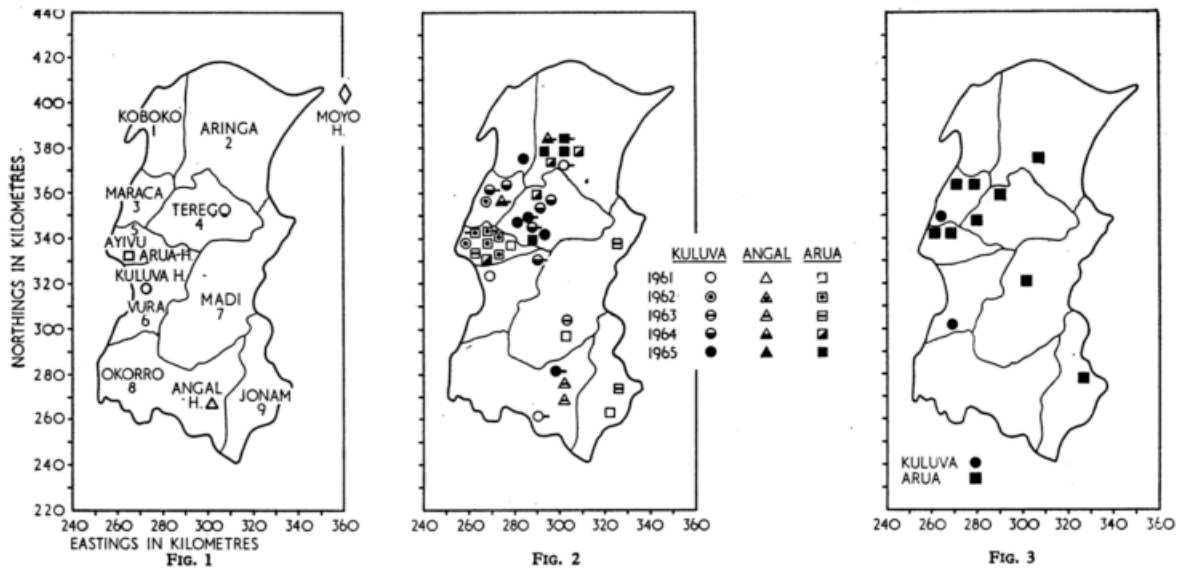 NORTHINGS IN KILOMETRES
440
420
400
380
360
340
320
300
280
260
240
220
240 260 280 300 320 340 360
EASTINGS IN KILOMETRES
KOBOKO
1
ARINGA
2
MOYO
H.
MARACA
3
TEREGO
4
5
AYIVU
ARUA H.
KULUVA H.
VURA
6
MADI
7
OKORRO
8
ANGAL
H.
JONAM
9
FIG. 1
240 260 280 300 320 340 360
KULUVA ANGAL ARUA
1961
1962
1963
1964
1965
FIG. 2
KULUVA
ARUA
240 260 280 300 320 340 360
FIG. 3